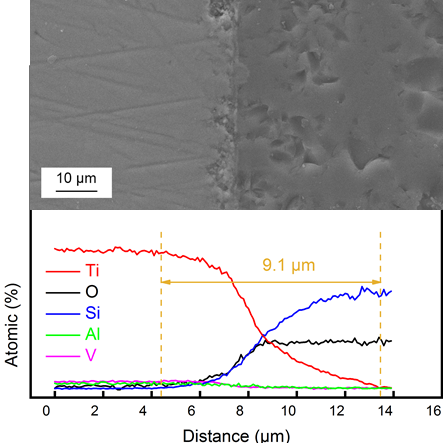 10 µm
9.1 µm
Ti
O
Si
Al
V
Atomic (%)
0 2 4 6 8 10 12 14 16
Distance (µm)